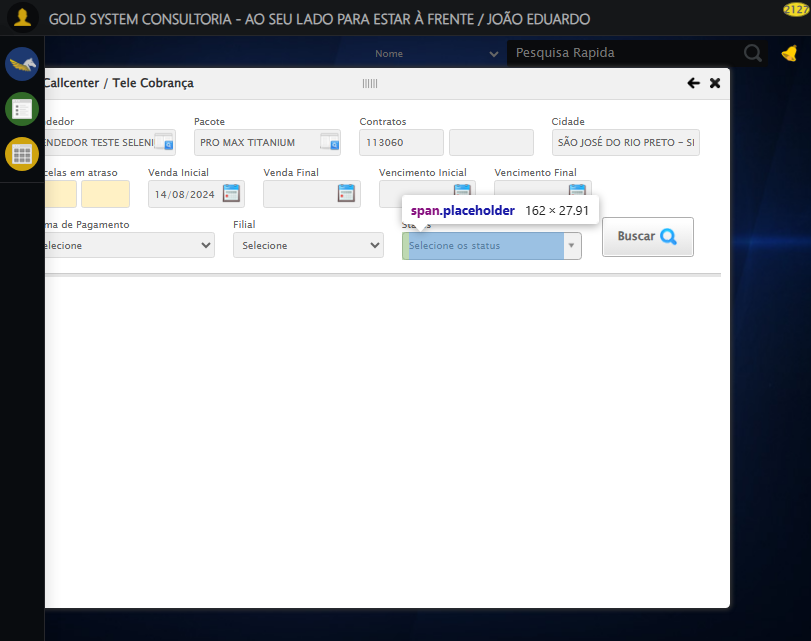 GOLD SYSTEM CONSULTORIA - AO SEU LADO PARA ESTAR À FRENTE / JOÃO EDUARDO
2127
Nome
Pesquisa Rapida
Callcenter / Tele Cobrança
ndedor
Pacote
Contratos
Cidade
ENDEDOR TESTE SELENI
PRO MAX TITANIUM
113060
SÃO JOSÉ DO RIO PRETO - SI
celas em atraso
Venda Inicial
Venda Final
Vencimento Inicial
Vencimento Final
14/08/2024
span.placeholder 162 × 27.91
ma de Pagamento
Filial
elecione
Selecione
Selecione os status
Buscar